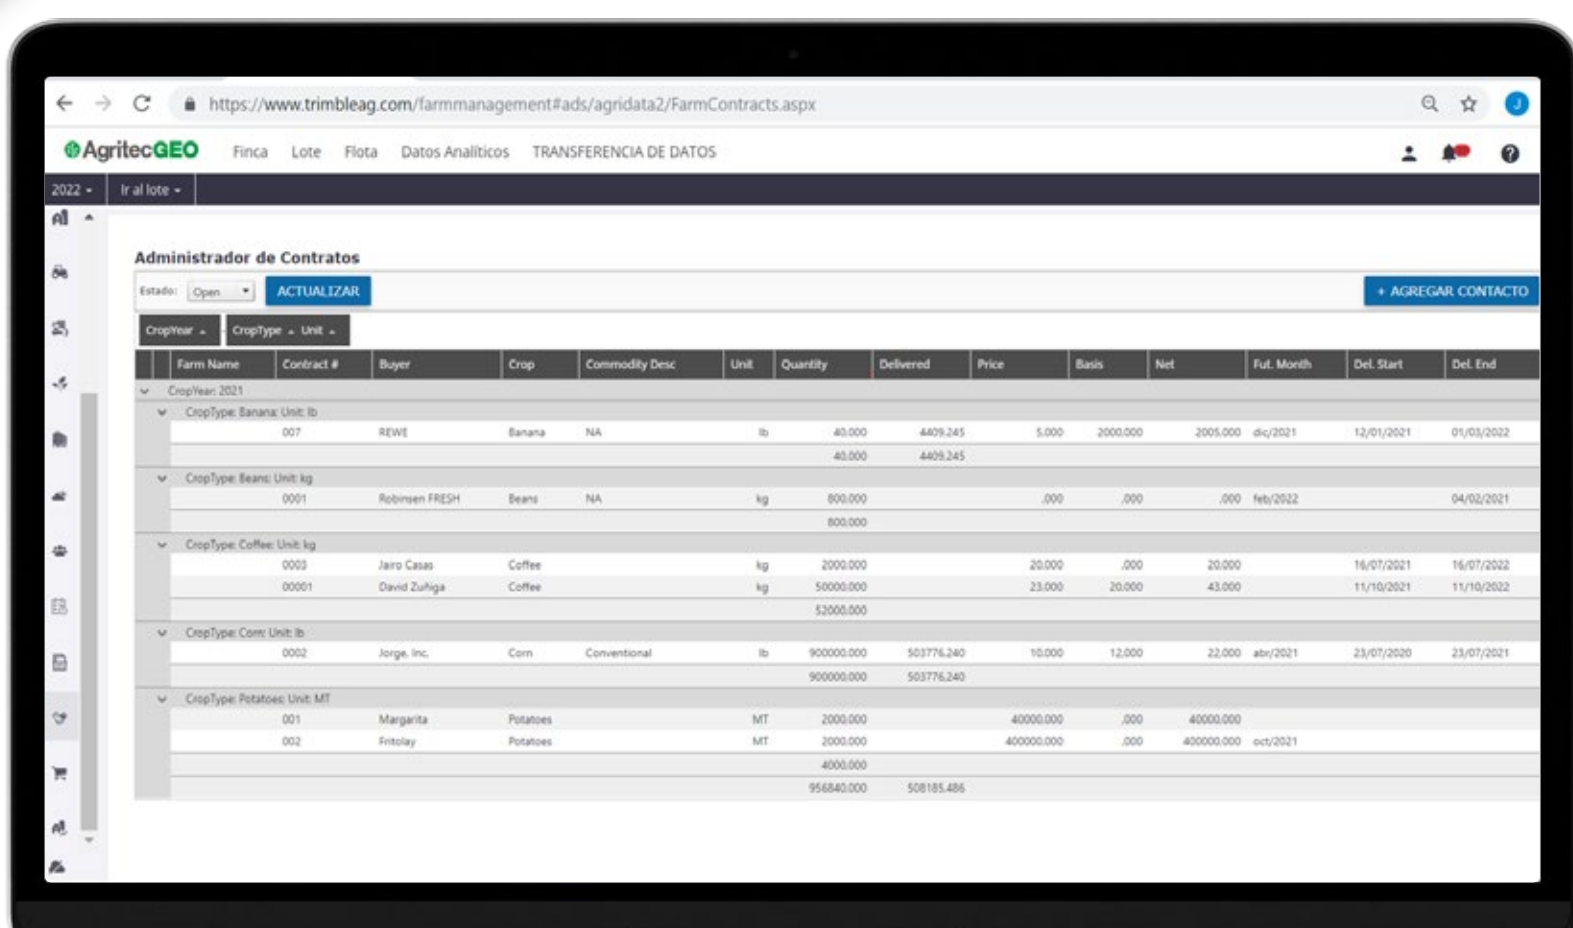 https://www.trimbleag.com/farmmanagement#ads/agridata2/FarmContracts.aspx J
AgritecGEO Finca Lote Flota Datos Analíticos TRANSFERENCIA DE DATOS
2022 Ir al lote
Administrador de Contratos
Estado: Open ACTUALIZAR + AGREGAR CONTACTO
CropYear CropType Unit
Farm Name Contract # Buyer Crop Commodity Desc Unit Quantity Delivered Price Basis Net Fut. Month Del. Start Del. End
CropYear: 2021
CropType: Banana: Unit: lb
007 REWE Banana NA lb 40.000 4409.245 5.000 2000.000 2005.000 dic/2021 12/01/2021 01/03/2022
40.000 4409.245
CropType: Beans: Unit: kg
0001 Robinsen FRESH Beans NA kg 800.000 .000 .000 .000 feb/2022 04/02/2021
800.000
CropType: Coffee: Unit: kg
0003 Jairo Casas Coffee kg 2000.000 20.000 .000 20.000 16/07/2021 16/07/2022
00001 David Zuñiga Coffee kg 50000.000 23.000 20.000 43.000 11/10/2021 11/10/2022
52000.000
CropType: Corn: Unit: lb
0002 Jorge, Inc. Corn Conventional lb 900000.000 503776.240 10.000 12.000 22.000 abr/2021 23/07/2020 23/07/2021
900000.000 503776.240
CropType: Potatoes: Unit: MT
001 Margarita Potatoes MT 2000.000 40000.000 .000 40000.000
002 Fritolay Potatoes MT 2000.000 400000.000 .000 400000.000 oct/2021
4000.000
956840.000 508185.486